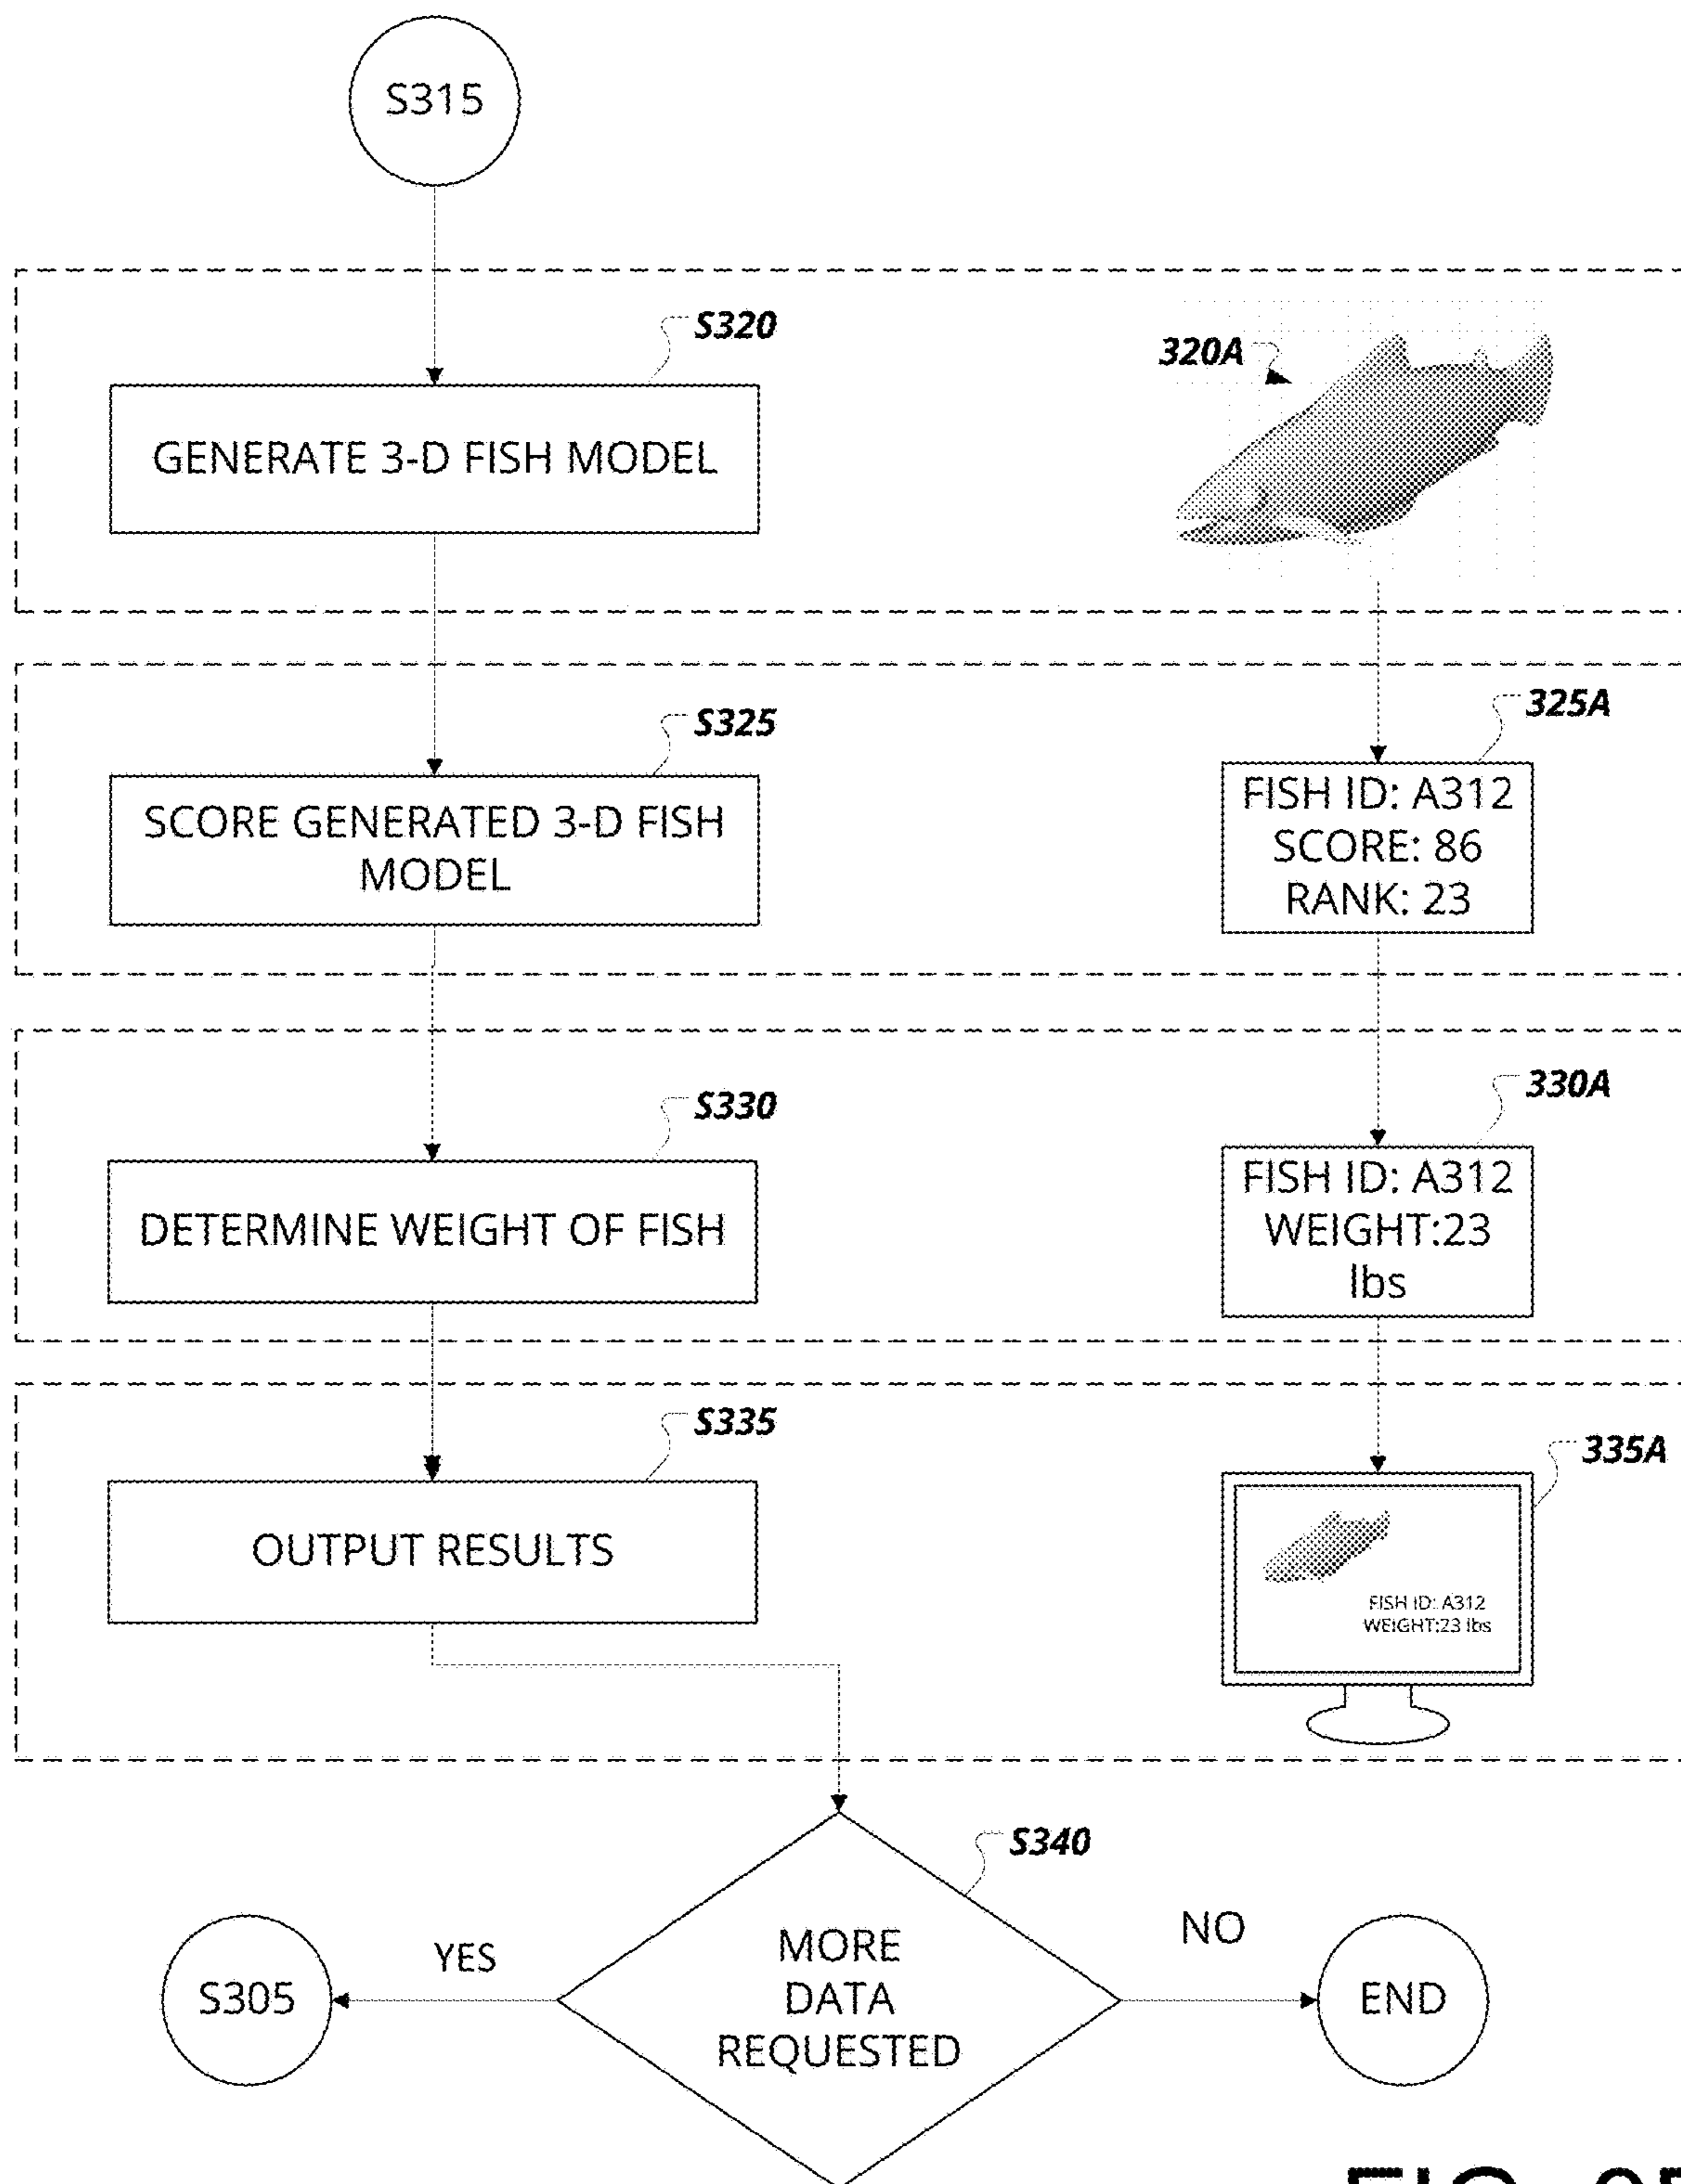 S315
S320
320A
GENERATE 3-D FISH MODEL
S325
325A
SCORE GENERATED 3-D FISH
MODEL
FISH ID: A312
SCORE: 86
RANK: 23
S330
330A
DETERMINE WEIGHT OF FISH
FISH ID: A312
WEIGHT:23
lbs
S335
335A
OUTPUT RESULTS
FISH ID: A312
WEIGHT:23 lbs
S340
MORE
DATA
REQUESTED
YES
NO
S305
END